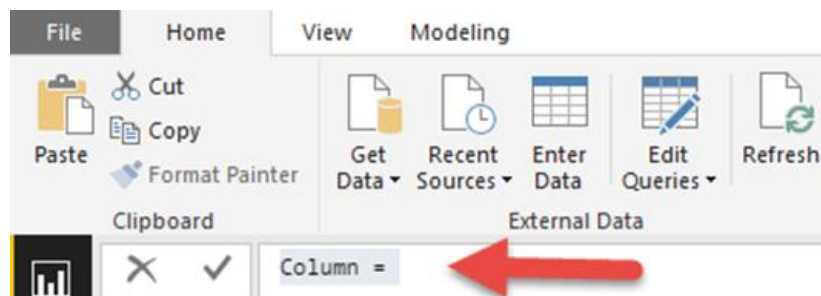 File Home View Modeling
Cut
Copy
Format Painter
Paste
Get Data
Recent Sources
Enter Data
Edit Queries
Refresh
Clipboard
External Data
Column =